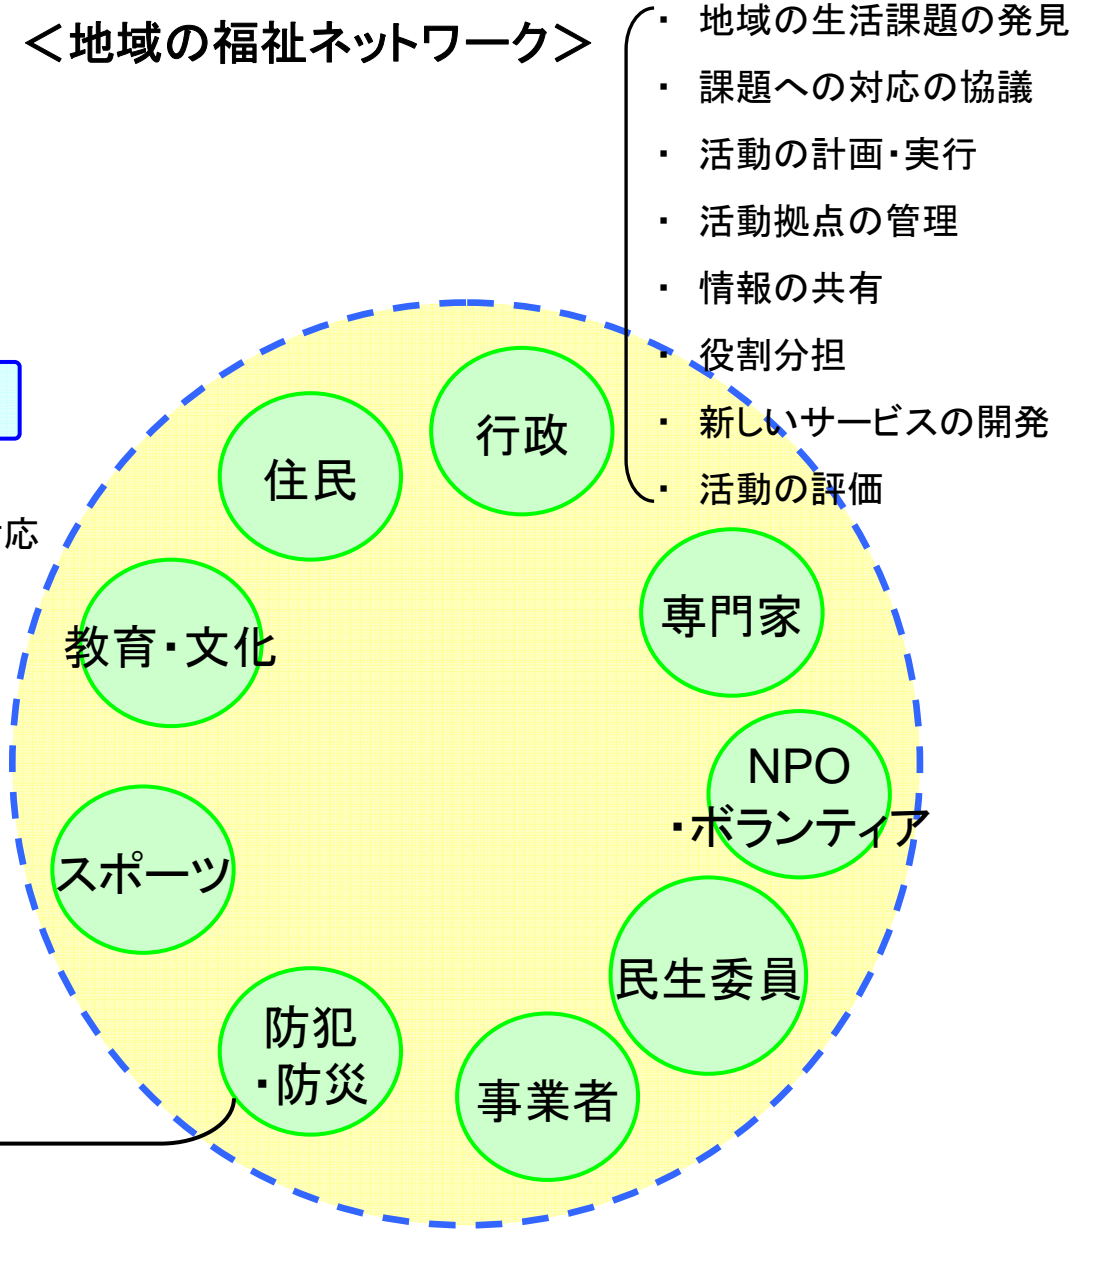 ＜地域の福祉ネットワーク＞
・ 地域の生活課題の発見
・ 課題への対応の協議
・ 活動の計画・実行
・ 活動拠点の管理
・ 情報の共有
・ 役割分担
・ 新しいサービスの開発
・ 活動の評価
行政
住民
応
専門家
教育・文化
NPO
・ボランティア
スポーツ
民生委員
防犯
・防災
事業者